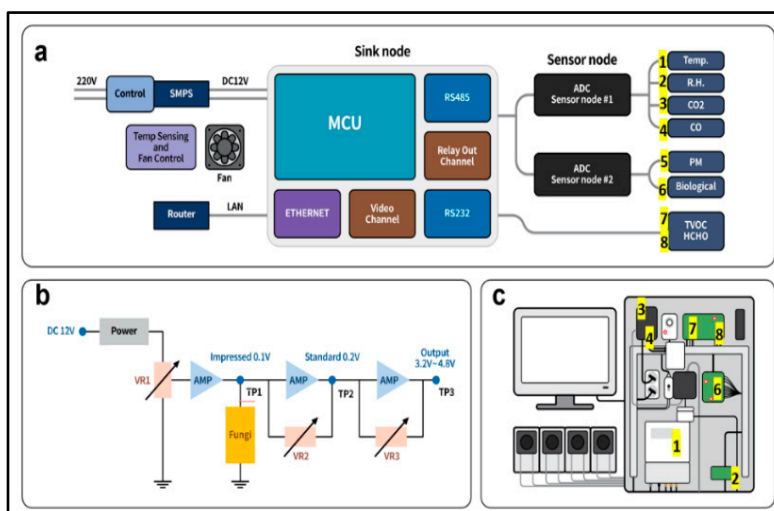 a
Sink node
Sensor node
220V
Control
SMPS
DC12V
MCU
RS485
Relay Out
Channel
ETHERNET
Video
Channel
RS232
Temp Sensing
and
Fan Control
Fan
Router
LAN
ADC
Sensor node #1
ADC
Sensor node #2
1 Temp.
2 R.H.
3 CO2
4 CO
5 PM
6 Biological
7 TVOC
8 HCHO
b
DC 12V
Power
VR1
AMP
Impressed 0.1V
TP1
Fungi
AMP
Standard 0.2V
TP2
VR2
AMP
Output
3.2V~4.8V
TP3
VR3
c
3
4
7
8
6
1
2